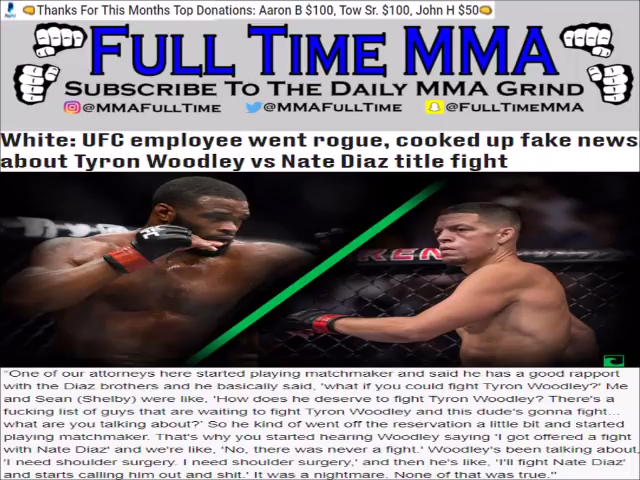 Thanks For This Months Top Donations: Aaron B $100, Tow Sr. $100, John H $50
FULL TIME MMA
SUBSCRIBE TO THE DAILY MMA GRIND
@MMAFULLTIME @MMAFULLTIME @FULLTIMEMMA
White: UFC employee went rogue, cooked up fake news
about Tyron Woodley vs Nate Diaz title fight
"One of our attorneys here started playing matchmaker and said he has a good rapport
with the Diaz brothers and he basically said, 'what if you could fight Tyron Woodley?' Me
and Sean (Shelby) were like, 'How does he deserve to fight Tyron Woodley? There's a
fucking list of guys that are waiting to fight Tyron Woodley and this dude's gonna fight...
what are you talking about?' So he kind of went off the reservation a little bit and started
playing matchmaker. That's why you started hearing Woodley saying 'I got offered a fight
with Nate Diaz' and we're like, 'No, there was never a fight.' Woodley's been talking about,
'I need shoulder surgery. I need shoulder surgery,' and then he's like, 'I'll fight Nate Diaz'
and starts calling him out and shit.' It was a nightmare. None of that was true."